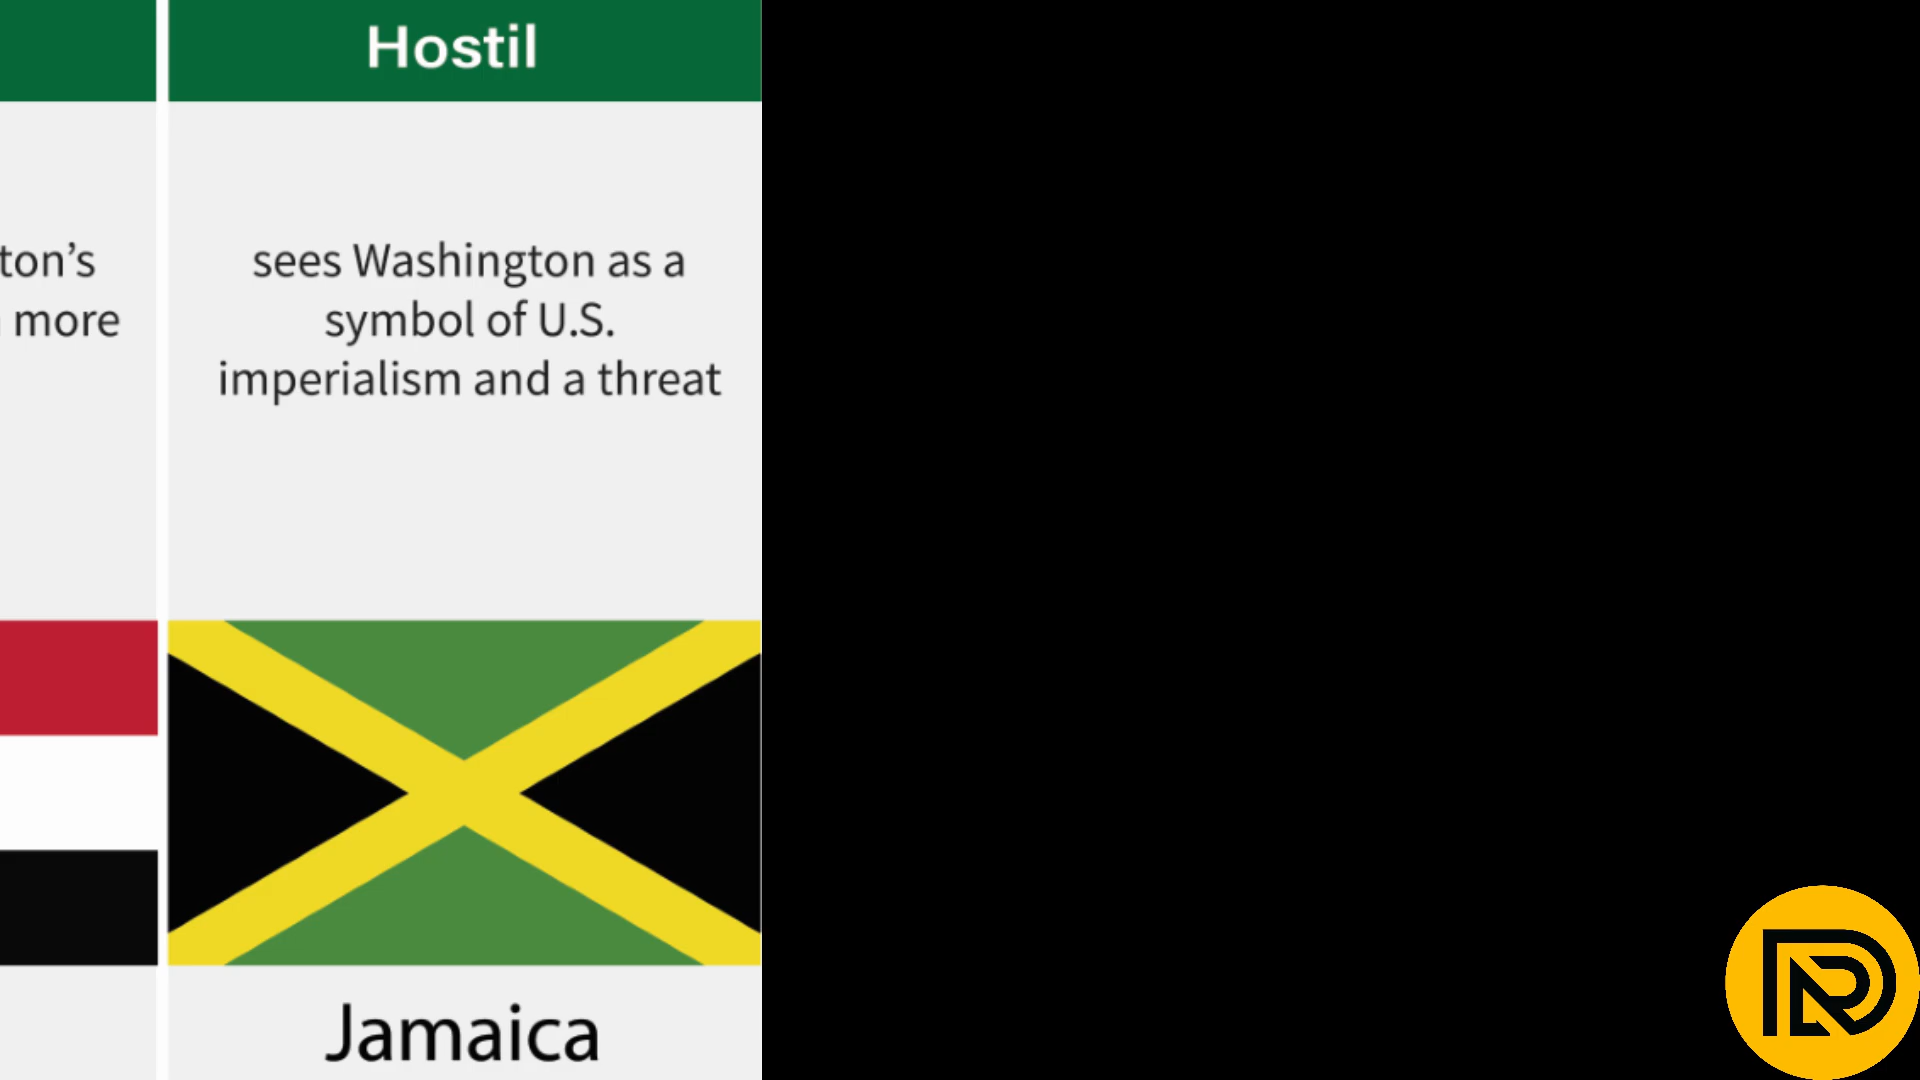 Hostil
ton’s
more
sees Washington as a
symbol of U.S.
imperialism and a threat
Jamaica